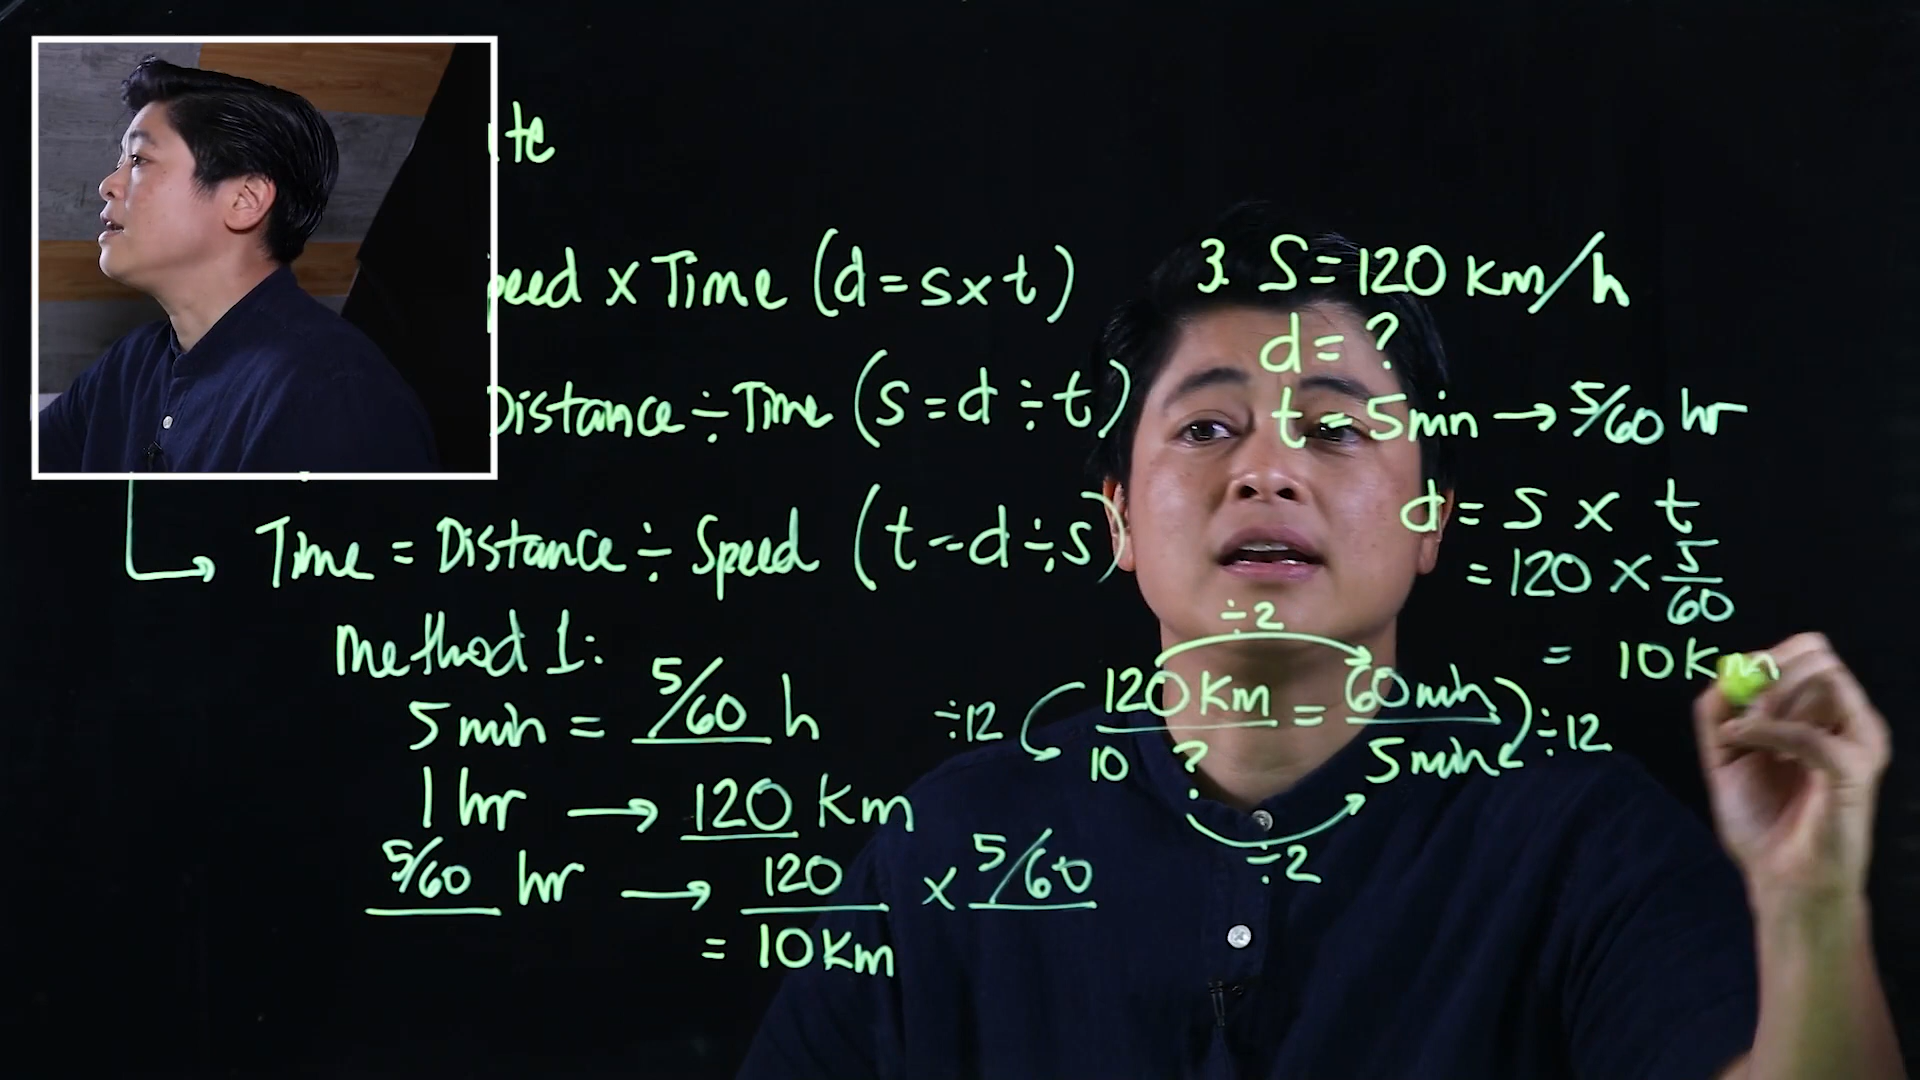 te
peed x Time (d = s x t)
Distance ÷ Time (s = d ÷ t)
Time = Distance ÷ Speed (t = d ÷ s)
Method 1:
5 min = 5/60 h
1 hr → 120 Km
5/60 hr → 120 x 5/60
= 10 Km
÷2
÷12 120 Km = 60 min ÷12
10 ? 5 min
÷2
3. S = 120 Km/h
d = ?
t = 5 min → 5/60 hr
d = S x t
= 120 x 5/60
= 10 Km